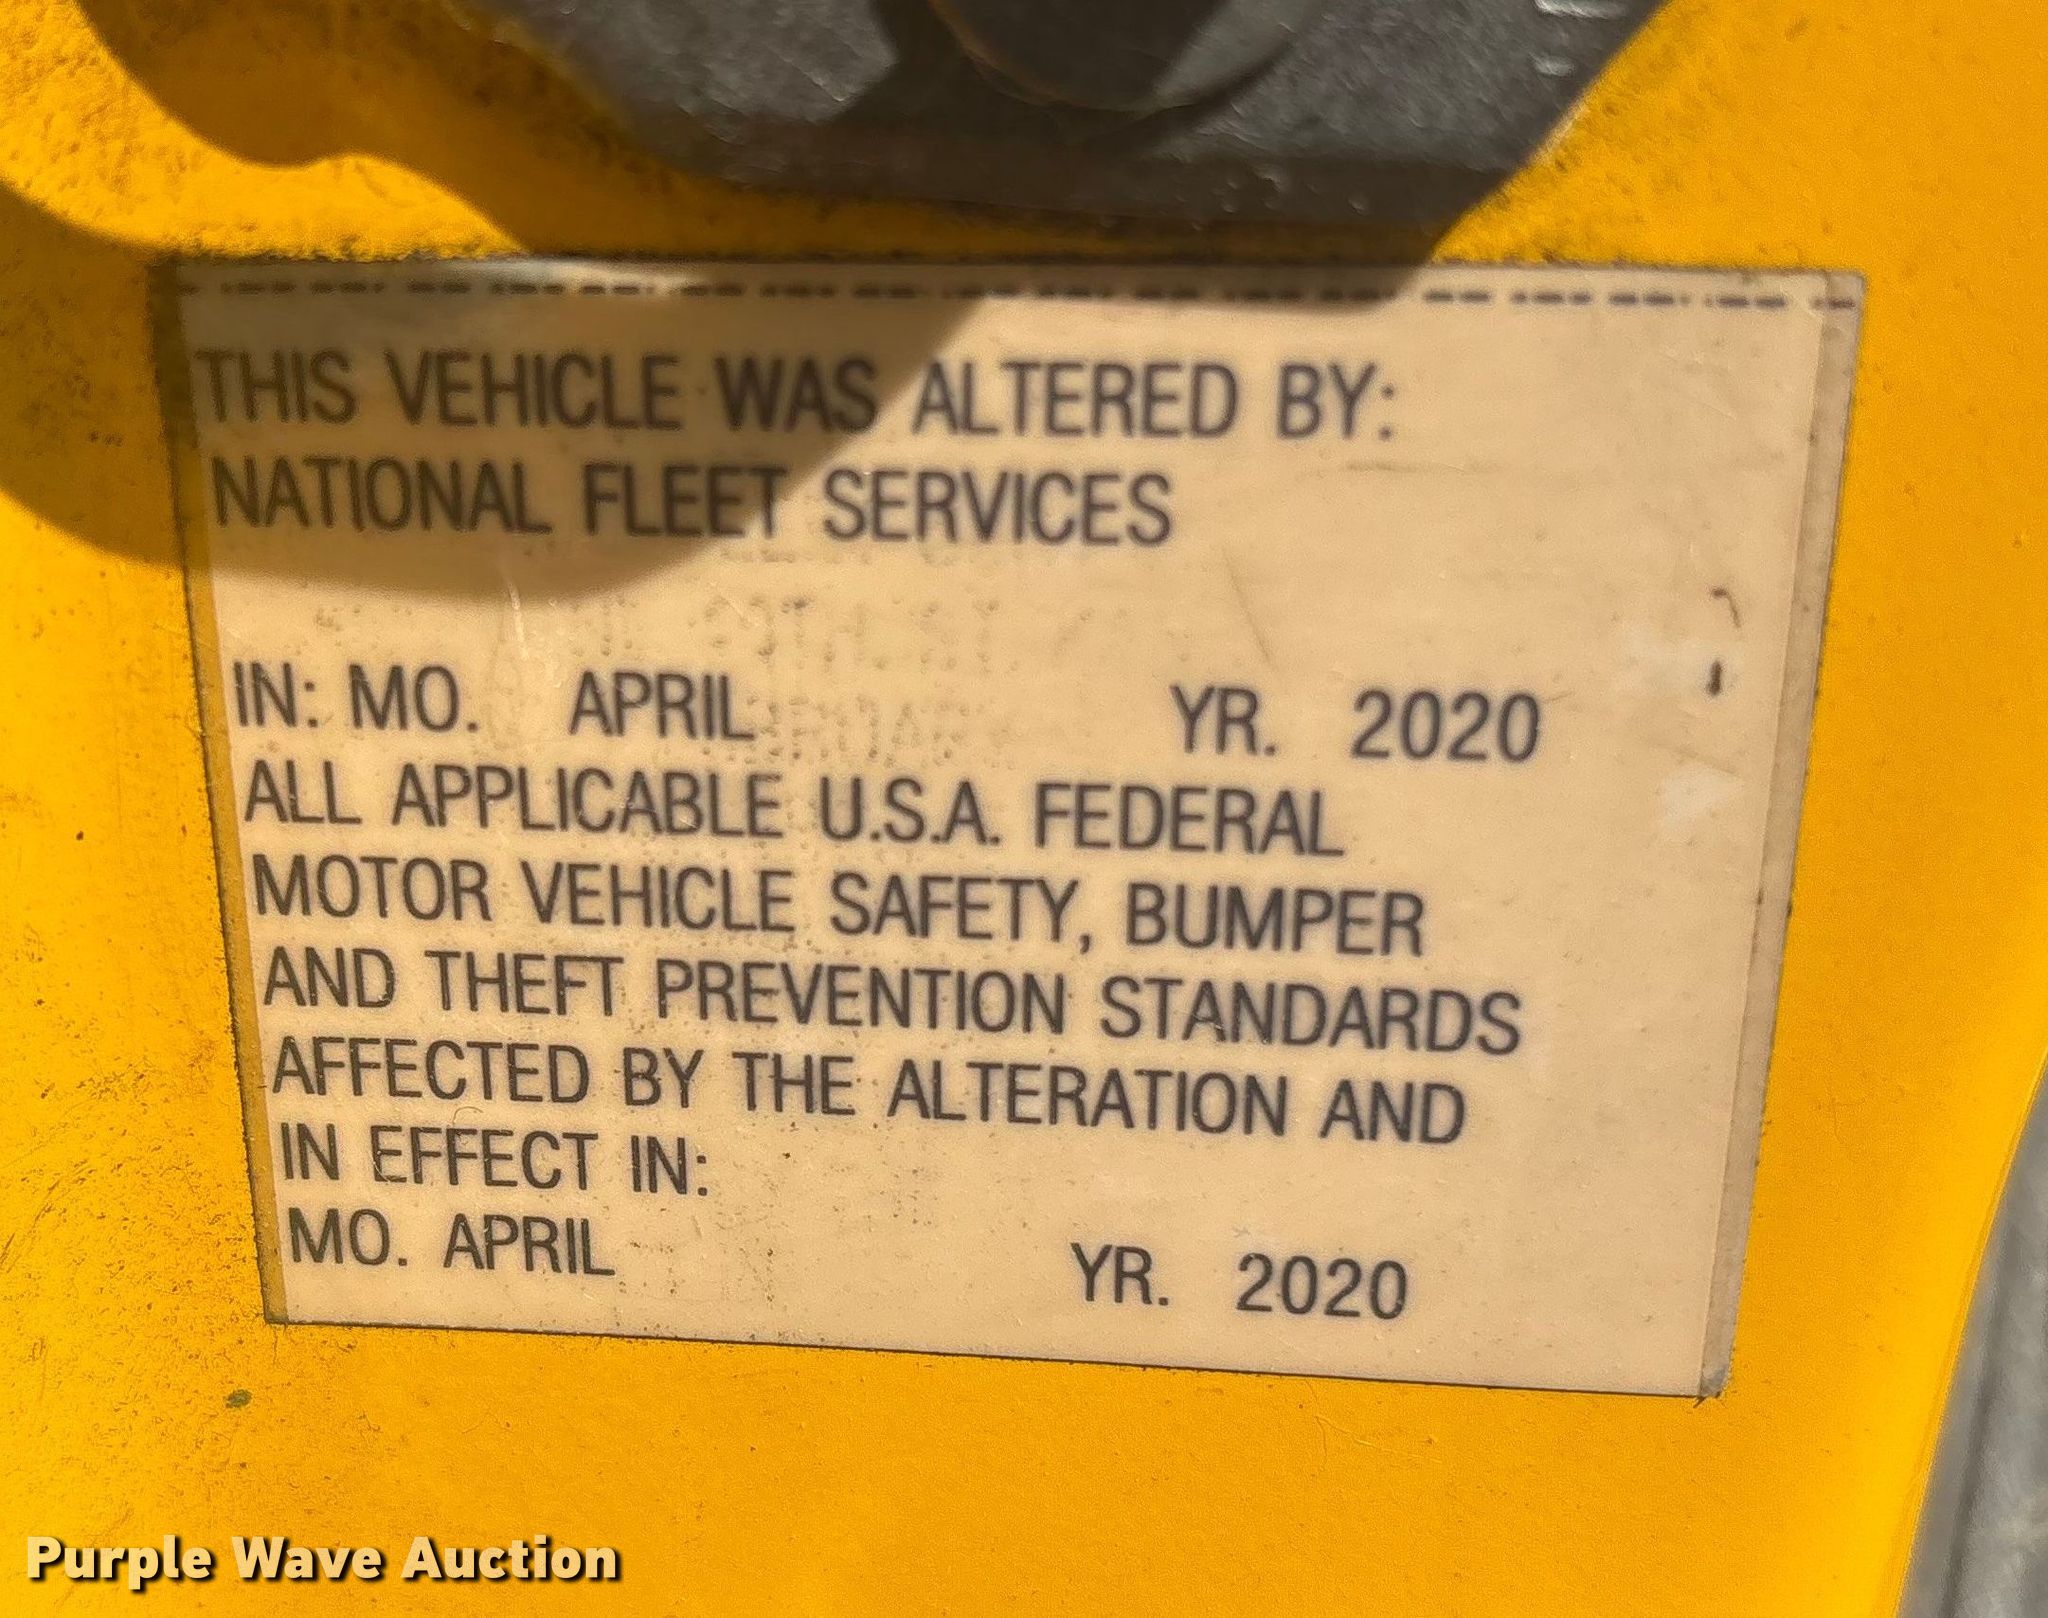 THIS VEHICLE WAS ALTERED BY:
NATIONAL FLEET SERVICES
IN: MO. APRIL YR. 2020
ALL APPLICABLE U.S.A. FEDERAL
MOTOR VEHICLE SAFETY, BUMPER
AND THEFT PREVENTION STANDARDS
AFFECTED BY THE ALTERATION AND
IN EFFECT IN:
MO. APRIL YR. 2020
Purple Wave Auction